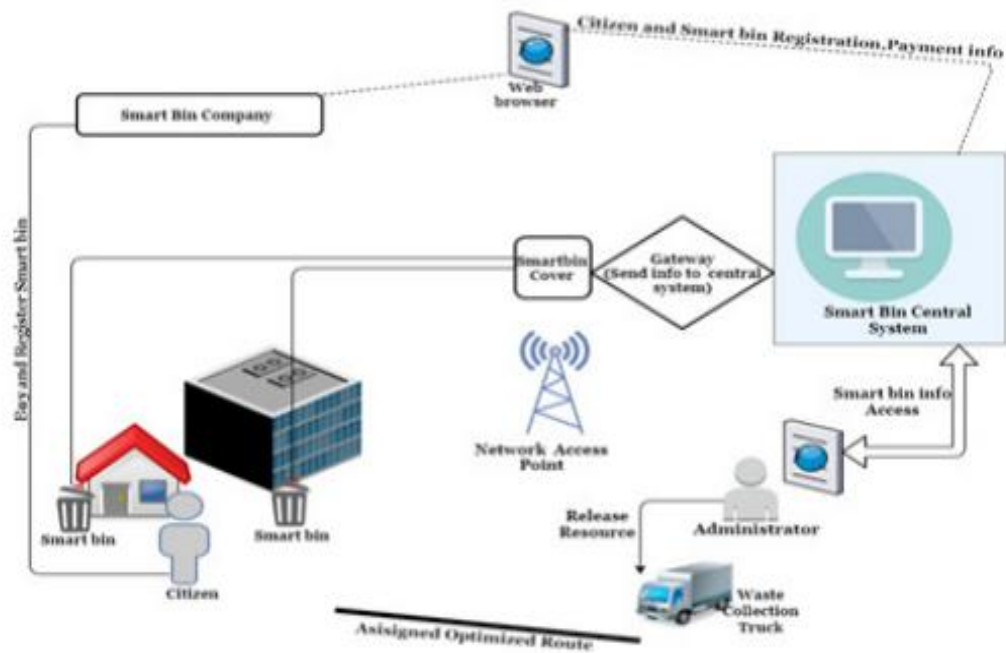 Citizen and Smart bin Registration,Payment info
Web
browser
Smart Bin Company
Smartbin
Cover
Gateway
(Send info to central
system)
Smart Bin Central
System
Euy and Register Smart bin
Smart bin info
Access
Network Access
Point
Release
Resource
Administrator
Smart bin
Smart bin
Citizen
Waste
Collection
Truck
Asisigned Optimized Route